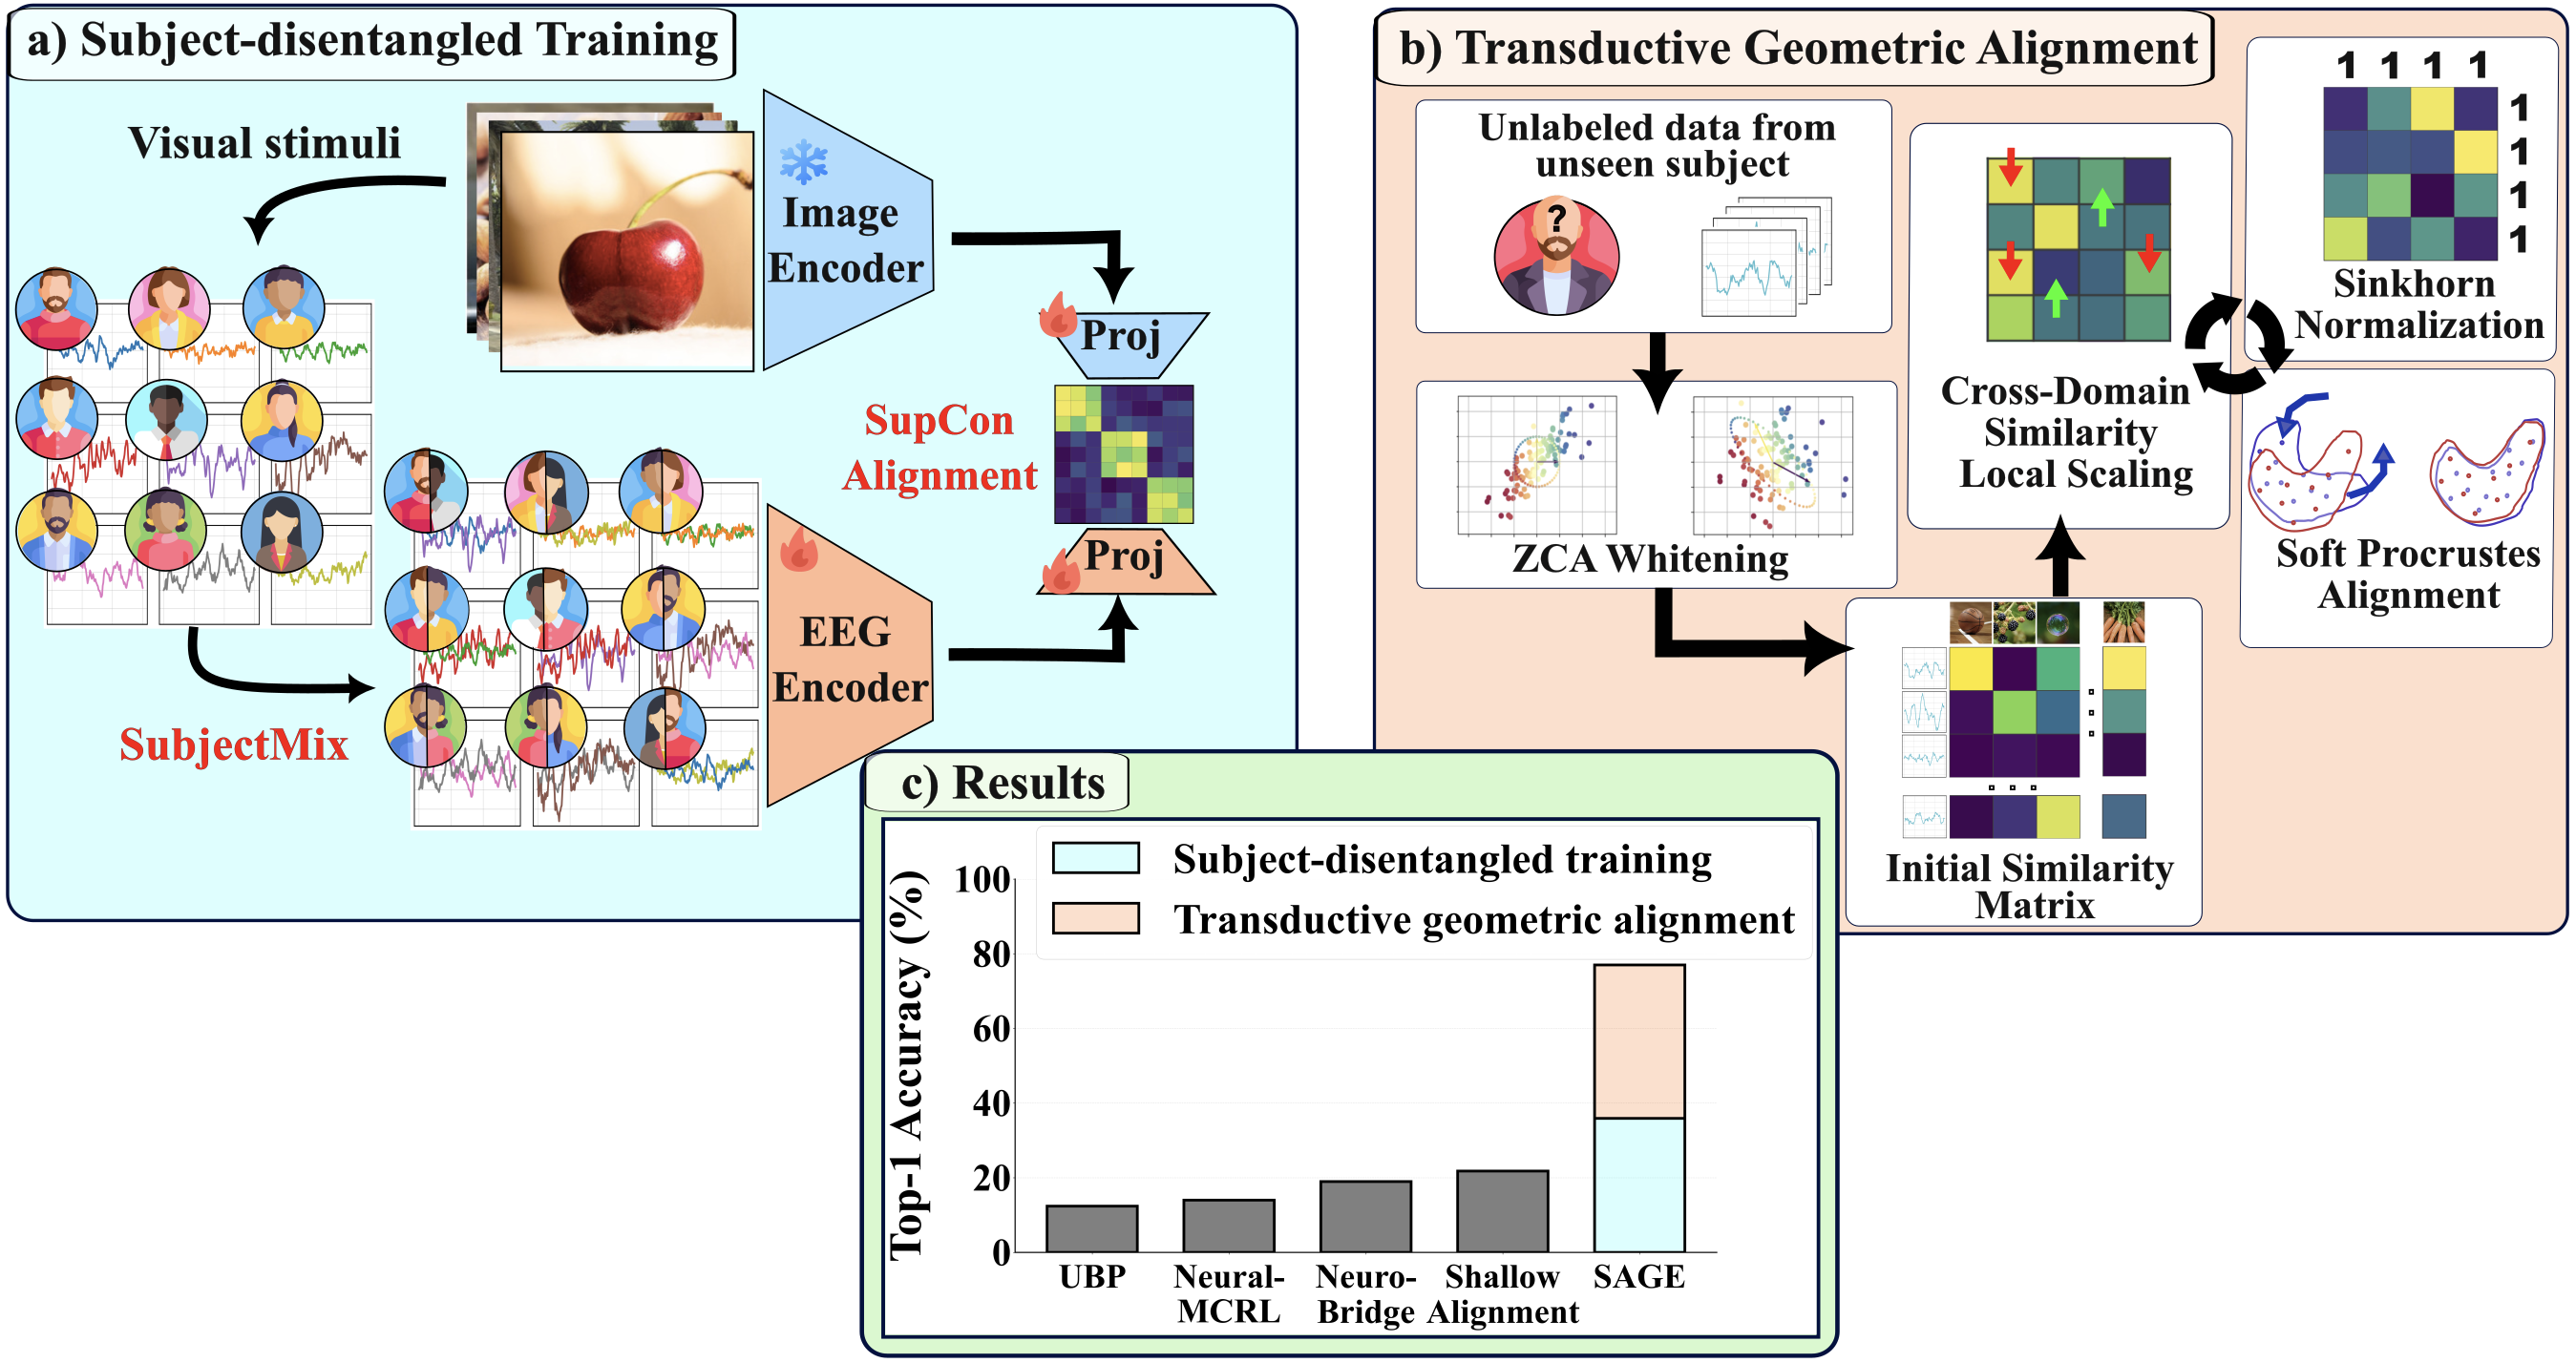 a) Subject-disentangled Training
Visual stimuli
Image
Encoder
Proj
SupCon
Alignment
Proj
EEG
Encoder
SubjectMix
b) Transductive Geometric Alignment
Unlabeled data from
unseen subject
?
ZCA Whitening
Initial Similarity
Matrix
Cross-Domain
Similarity
Local Scaling
1 1 1 1
1
1
1
1
Sinkhorn
Normalization
Soft Procrustes
Alignment
c) Results
Subject-disentangled training
Transductive geometric alignment
Top-1 Accuracy (%)
100
80
60
40
20
0
UBP
Neural-
MCRL
Neuro-
Bridge
Shallow
Alignment
SAGE